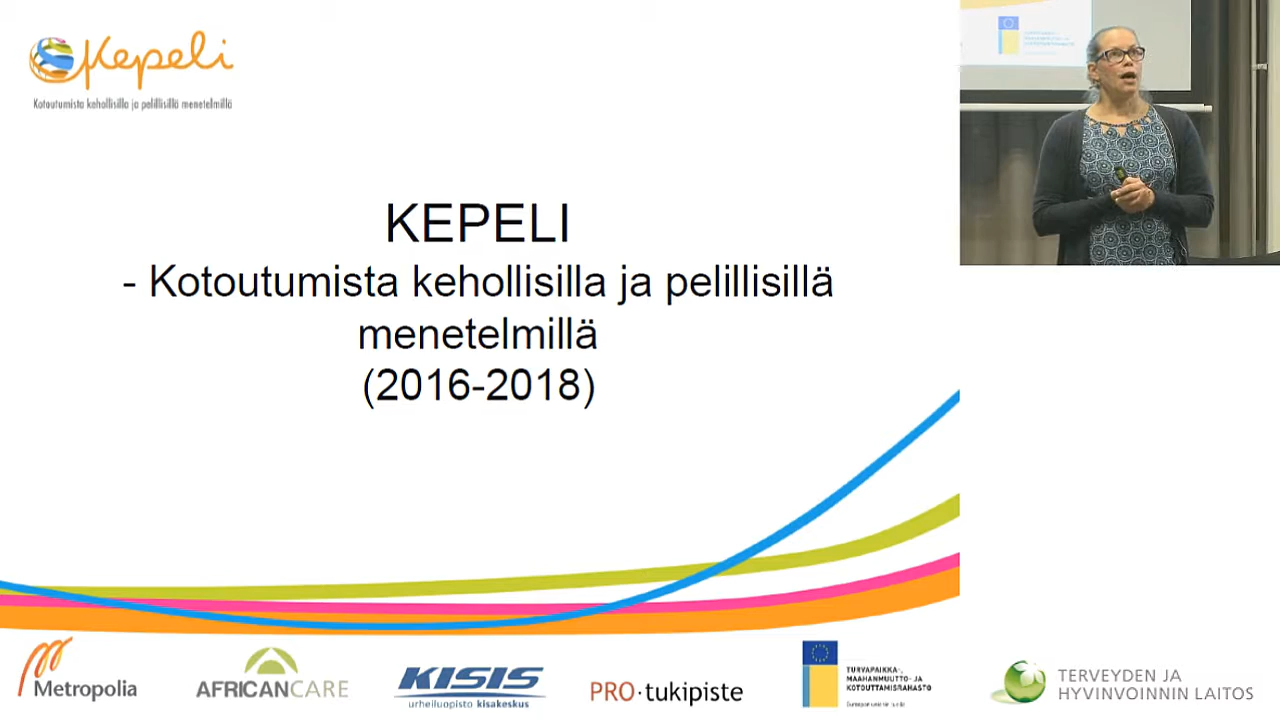 Kepeli
Kotoutumista kehollisilla ja pelillisillä menetelmillä
KEPELI
- Kotoutumista kehollisilla ja pelillisillä
menetelmillä
(2016-2018)
Metropolia
AFRICANCARE
KISIS
urheiluopisto kisakeskus
PRO·tukipiste
TURVAPAIKKA-,
MAAHANMUUTTO- JA
KOTOUTTAMISRAHASTO
TERVEYDEN JA
HYVINVOINNIN LAITOS